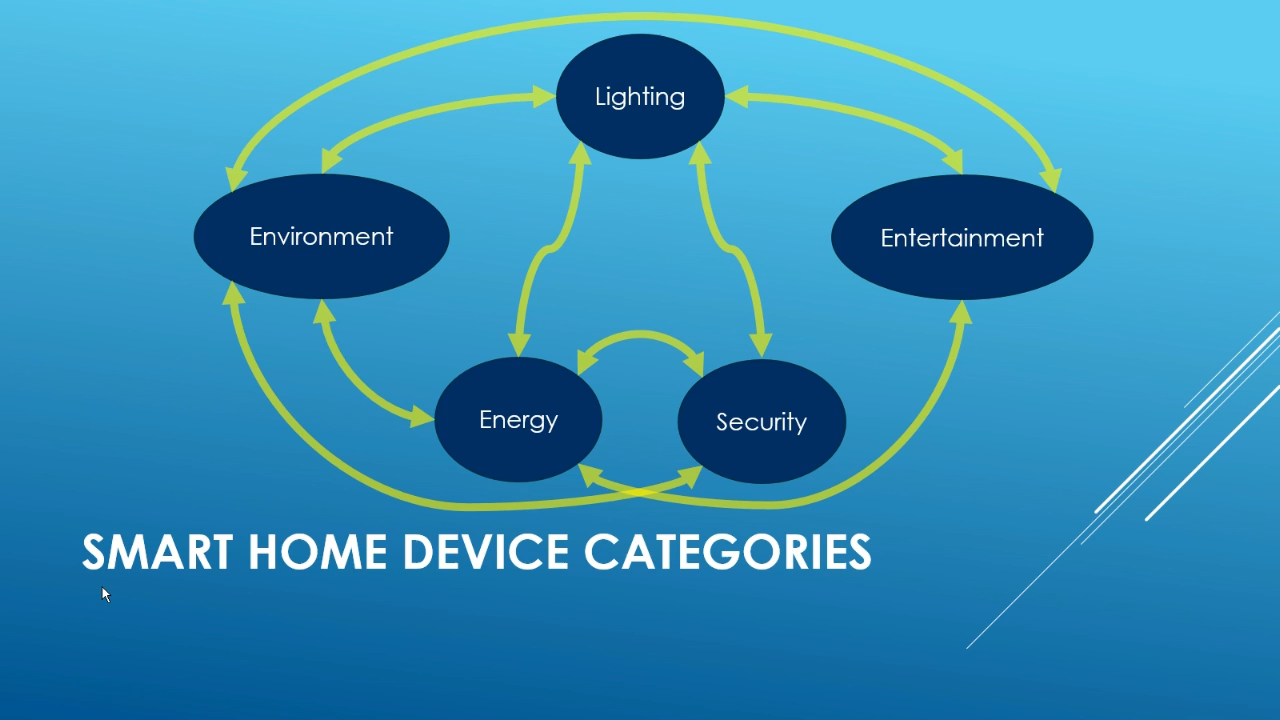 Lighting
Environment
Entertainment
Energy
Security
SMART HOME DEVICE CATEGORIES